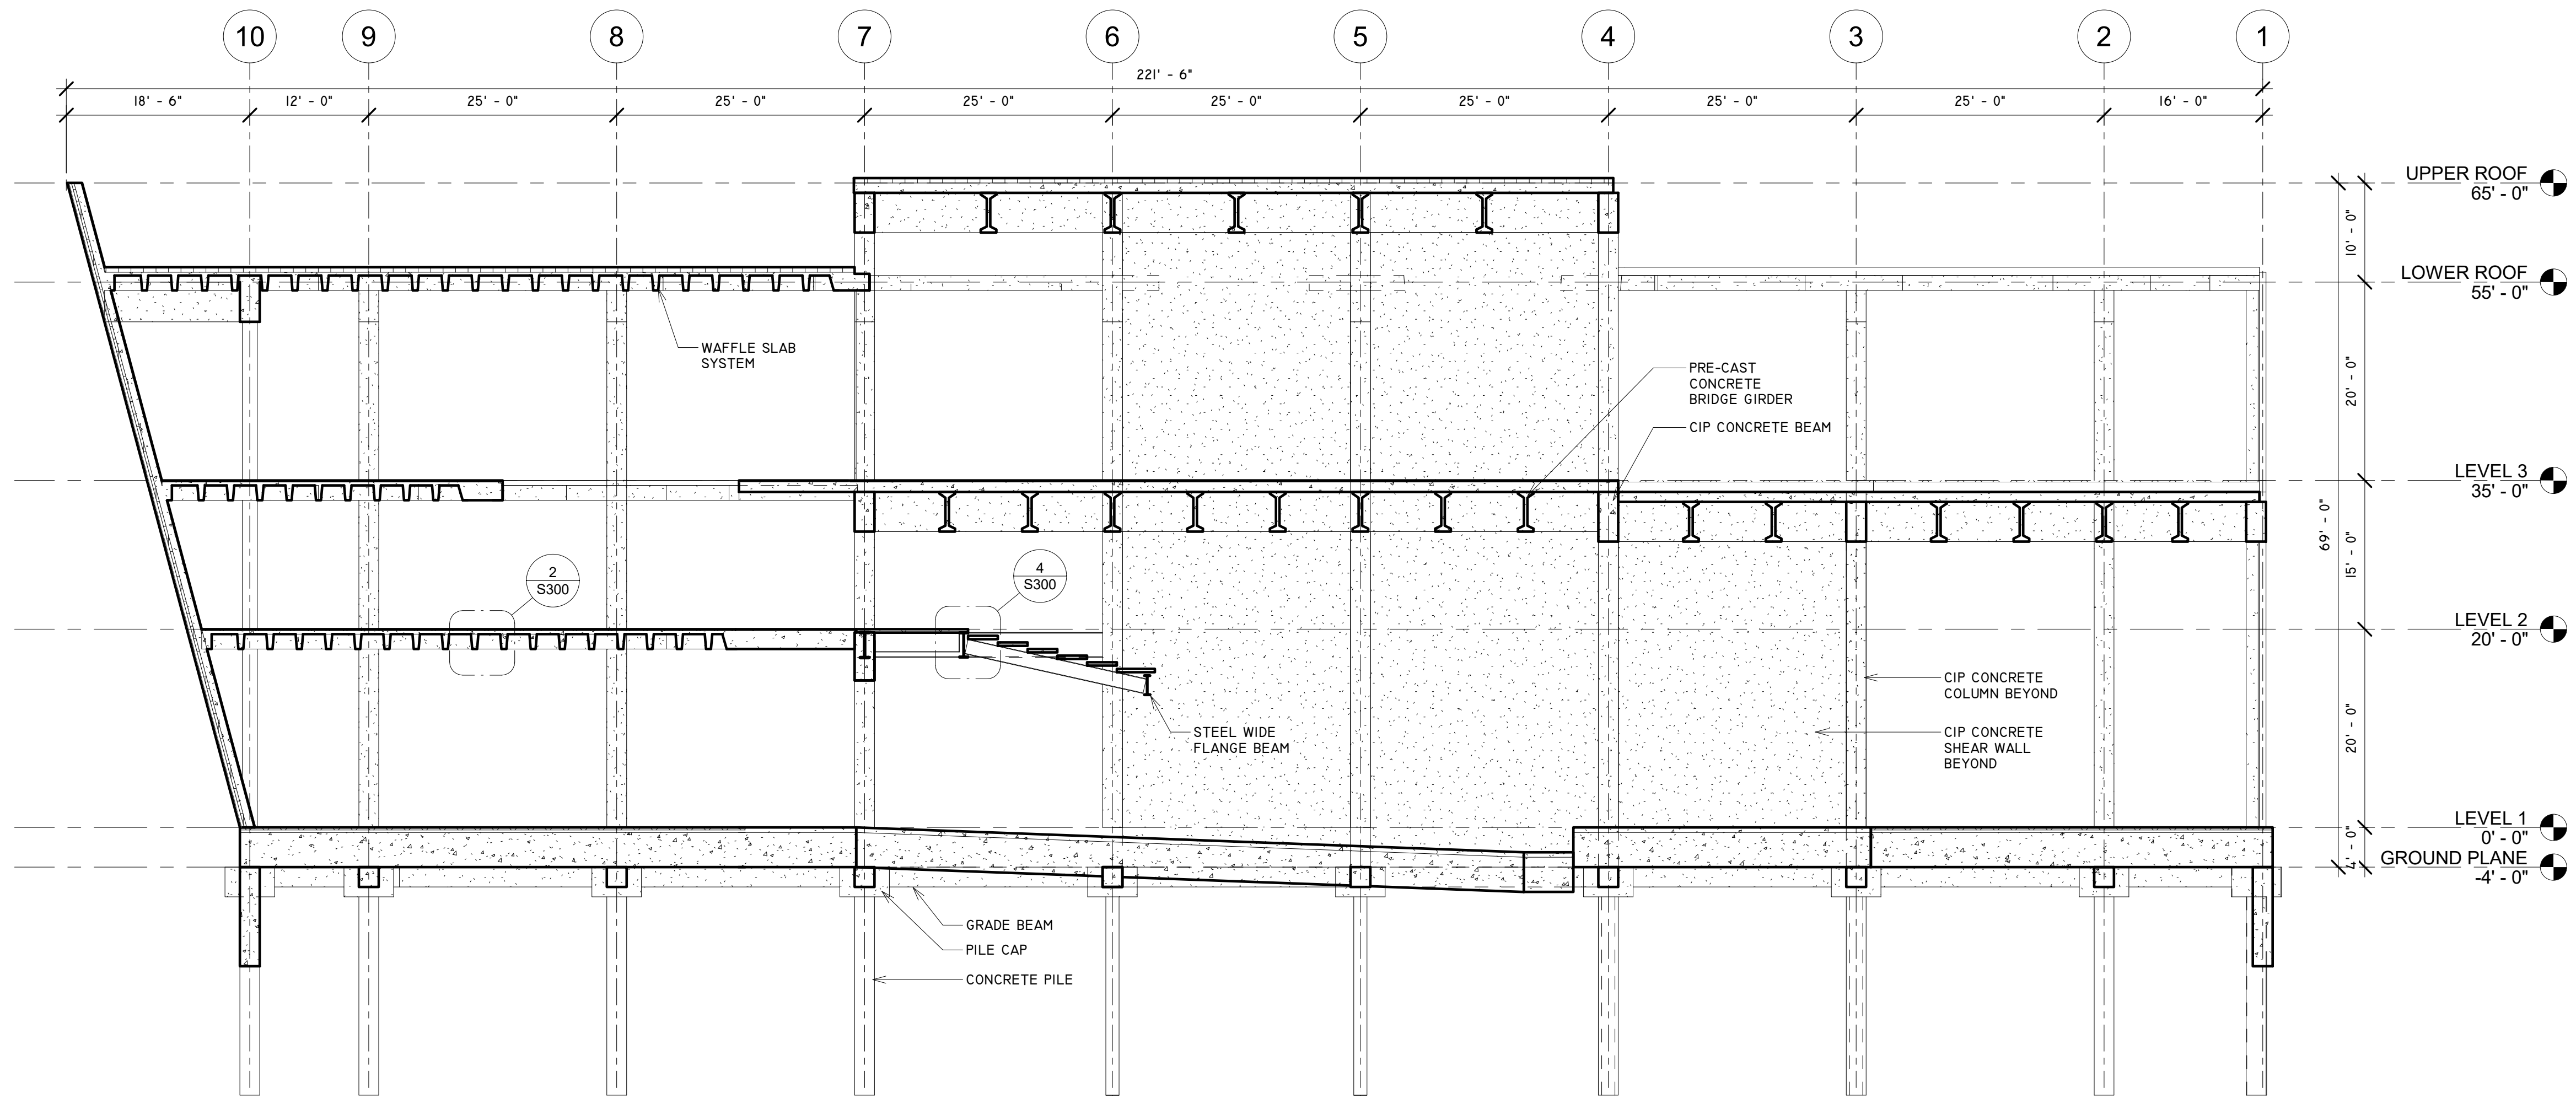 10 9 8 7 6 5 4 3 2 1
221' - 6"
18' - 6" 12' - 0" 25' - 0" 25' - 0" 25' - 0" 25' - 0" 25' - 0" 25' - 0" 25' - 0" 16' - 0"
UPPER ROOF
65' - 0"
10' - 0"
LOWER ROOF
55' - 0"
WAFFLE SLAB
SYSTEM
PRE-CAST
CONCRETE
BRIDGE GIRDER
20' - 0"
CIP CONCRETE BEAM
LEVEL 3
35' - 0"
69' - 0"
15' - 0"
2
S300
4
S300
LEVEL 2
20' - 0"
CIP CONCRETE
COLUMN BEYOND
STEEL WIDE
FLANGE BEAM
CIP CONCRETE
SHEAR WALL
BEYOND
20' - 0"
LEVEL 1
0' - 0"
4' - 0"
GROUND PLANE
-4' - 0"
GRADE BEAM
PILE CAP
CONCRETE PILE